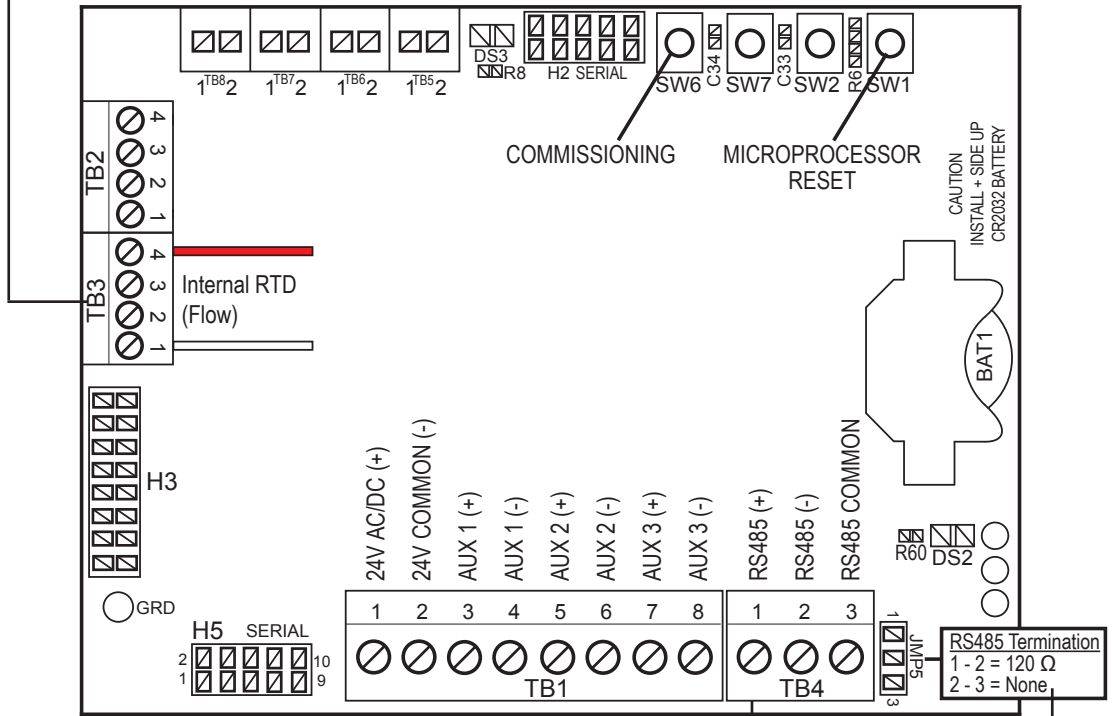 1 TB8 2
1 TB7 2
1 TB6 2
1 TB5 2
DS3
R8
H2 SERIAL
SW6
C34
SW7
C33
SW2
R6
SW1
COMMISSIONING
MICROPROCESSOR
RESET
CAUTION
INSTALL + SIDE UP
CR2032 BATTERY
TB2
4
3
2
1
TB3
4
3
2
1
Internal RTD
(Flow)
BAT1
H3
24V AC/DC (+)
24V COMMON (-)
AUX 1 (+)
AUX 1 (-)
AUX 2 (+)
AUX 2 (-)
AUX 3 (+)
AUX 3 (-)
RS485 (+)
RS485 (-)
RS485 COMMON
R60
DS2
GRD
1 2 3 4 5 6 7 8
TB1
1 2 3
TB4
H5 SERIAL
2 10
1 9
1
JMP5
3
RS485 Termination
1 - 2 = 120 Ω
2 - 3 = None